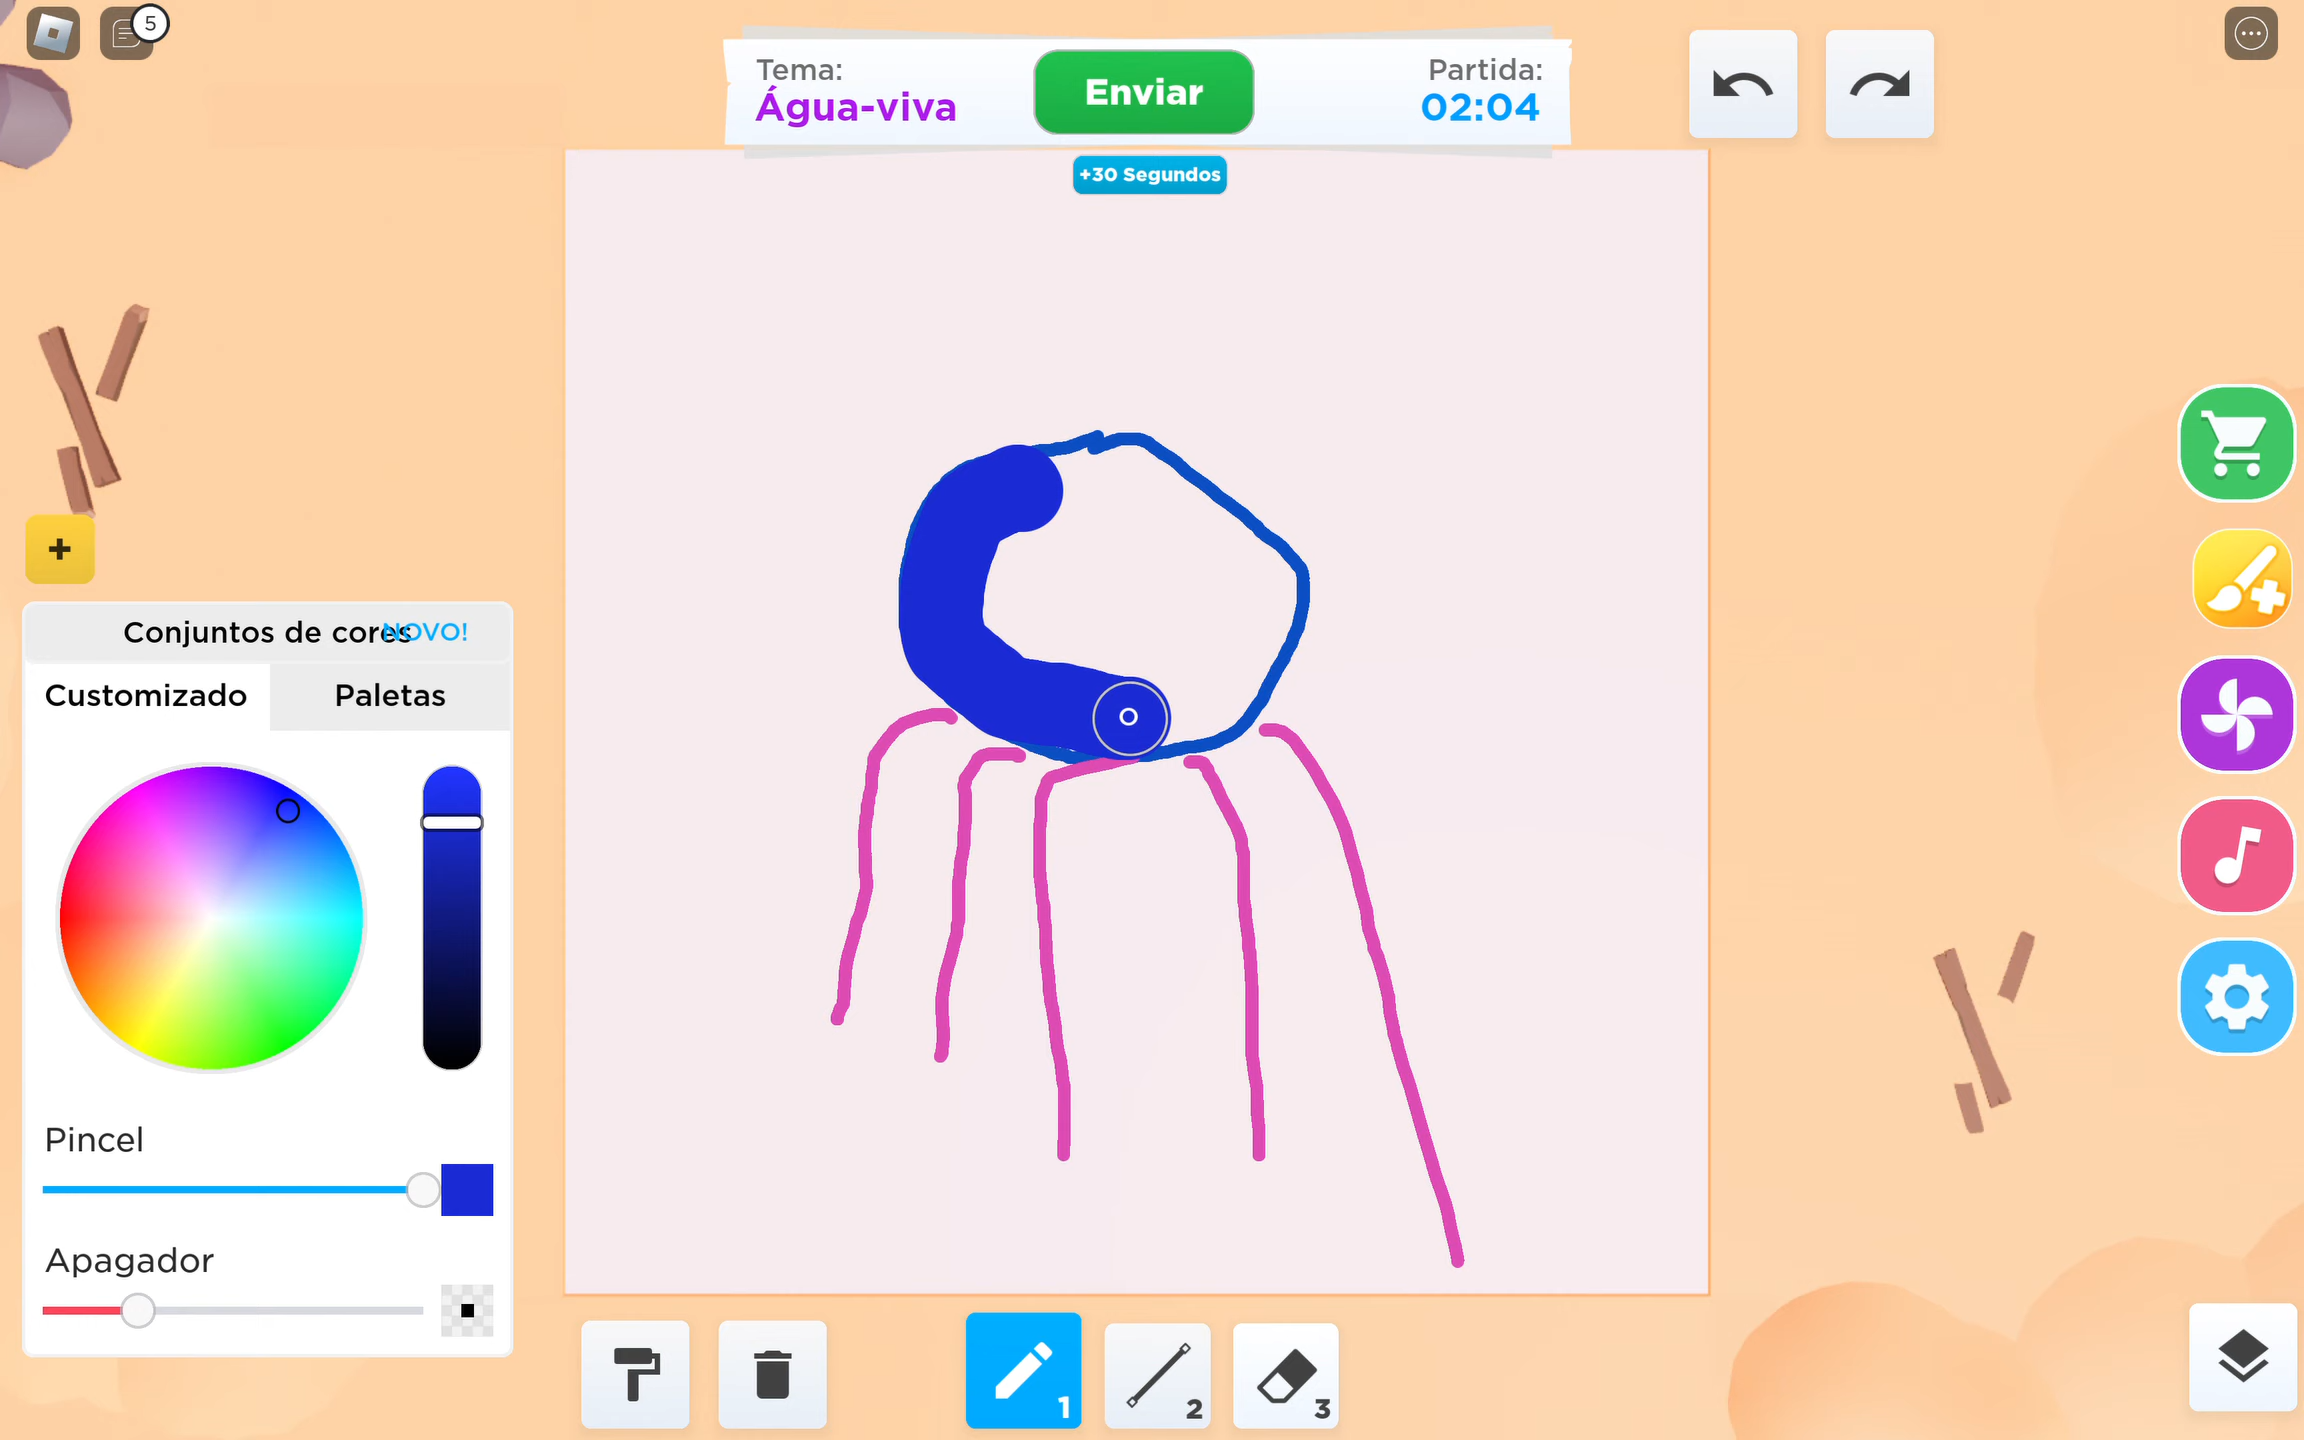 5
Tema:
Água-viva
Enviar
Partida:
02:04
+30 Segundos
+
Conjuntos de cores
NOVO!
Customizado
Paletas
Pincel
Apagador
1
2
3